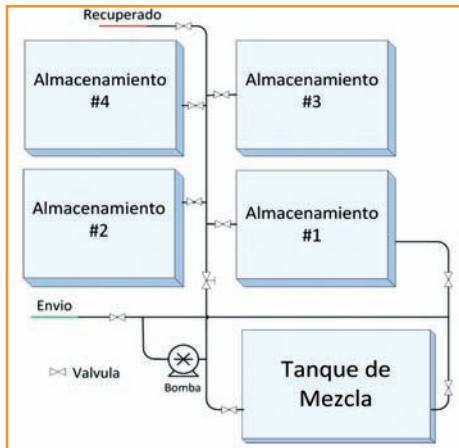 Recuperado
Almacenamiento
#4
Almacenamiento
#3
Almacenamiento
#2
Almacenamiento
#1
Envio
Valvula
Bomba
Tanque de
Mezcla